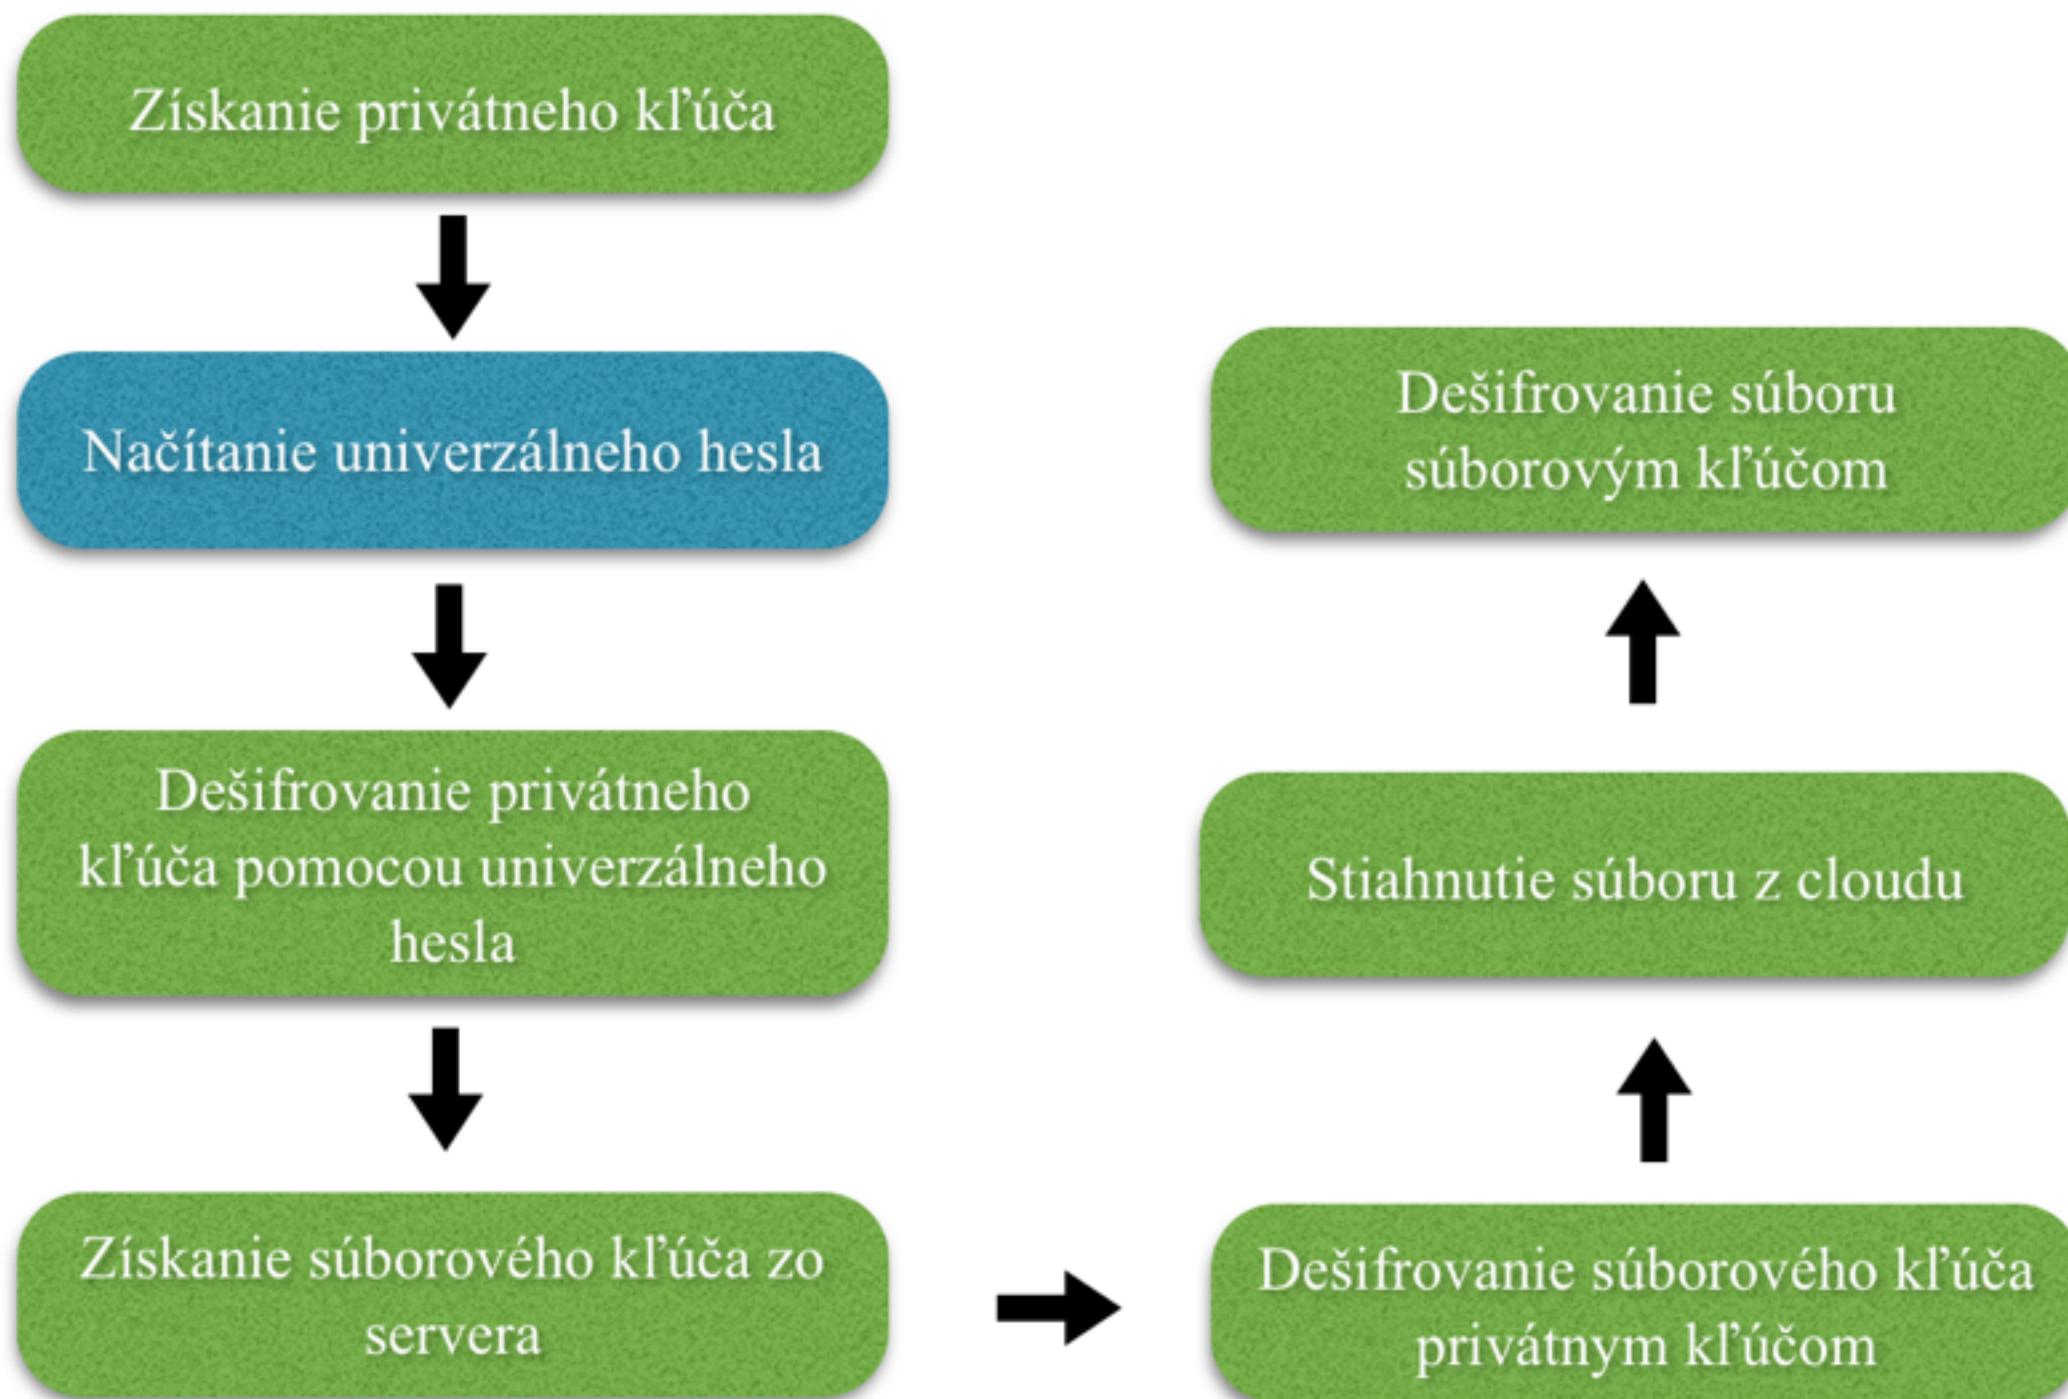 Získanie privátneho kľúča
Načítanie univerzálneho hesla
Dešifrovanie privátneho
kľúča pomocou univerzálneho
hesla
Získanie súborového kľúča zo
servera
Dešifrovanie súborového kľúča
privátnym kľúčom
Stiahnutie súboru z cloudu
Dešifrovanie súboru
súborovým kľúčom